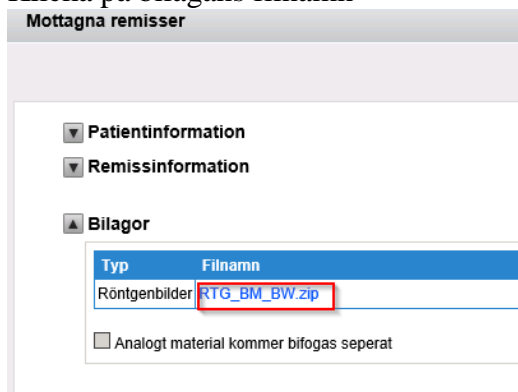 Mottagna remisser
Patientinformation
Remissinformation
Bilagor
Typ Filnamn
Röntgenbilder RTG_BM_BW.zip
Analogt material kommer bifogas seperat